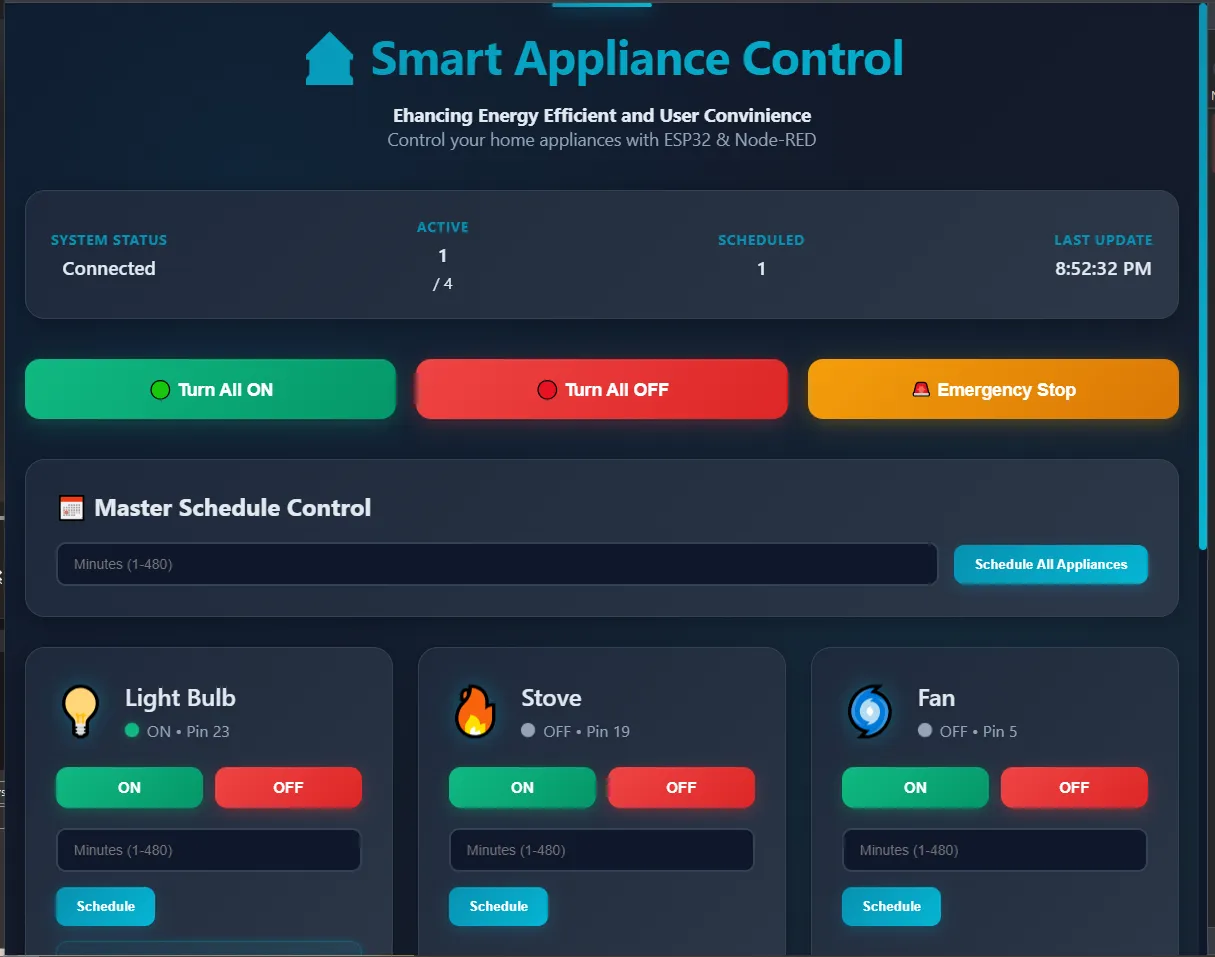 Smart Appliance Control
Ehancing Energy Efficient and User Convinience
Control your home appliances with ESP32 & Node-RED
SYSTEM STATUS
Connected
ACTIVE
1
/ 4
SCHEDULED
1
LAST UPDATE
8:52:32 PM
Turn All ON
Turn All OFF
Emergency Stop
Master Schedule Control
Minutes (1-480)
Schedule All Appliances
Light Bulb
ON • Pin 23
ON
OFF
Minutes (1-480)
Schedule
Stove
OFF • Pin 19
ON
OFF
Minutes (1-480)
Schedule
Fan
OFF • Pin 5
ON
OFF
Minutes (1-480)
Schedule